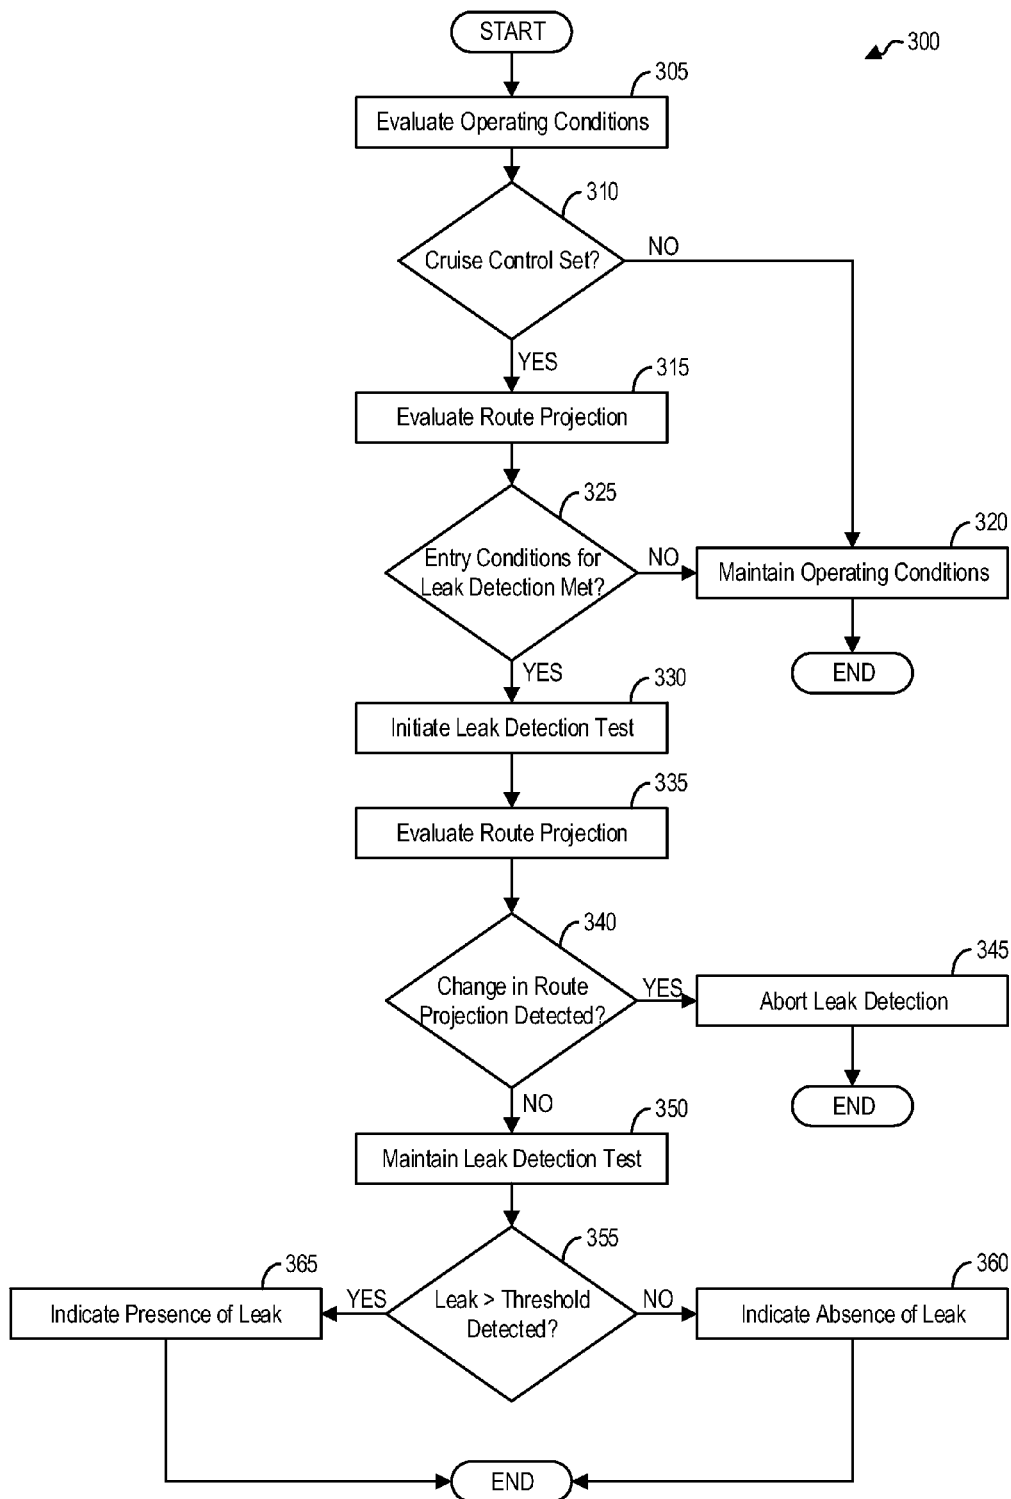 START
300
305
Evaluate Operating Conditions
310
Cruise Control Set?
NO
YES
315
Evaluate Route Projection
325
Entry Conditions for
Leak Detection Met?
NO
320
Maintain Operating Conditions
END
YES
330
Initiate Leak Detection Test
335
Evaluate Route Projection
340
Change in Route
Projection Detected?
YES
345
Abort Leak Detection
END
NO
350
Maintain Leak Detection Test
355
Leak > Threshold
Detected?
YES
365
Indicate Presence of Leak
NO
360
Indicate Absence of Leak
END